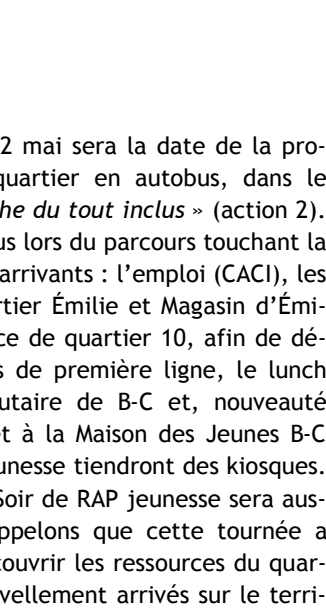 2 mai sera la date de la pro-
quartier en autobus, dans le
he du tout inclus » (action 2).
us lors du parcours touchant la
arrivants : l'emploi (CACI), les
rtier Émilie et Magasin d'Émi-
ce de quartier 10, afin de dé-
s de première ligne, le lunch
utaire de B-C et, nouveauté
et à la Maison des Jeunes B-C
unesse tiendront des kiosques.
Soir de RAP jeunesse sera aus-
ppelons que cette tournée a
couvrir les ressources du quar-
vellement arrivés sur le terri-